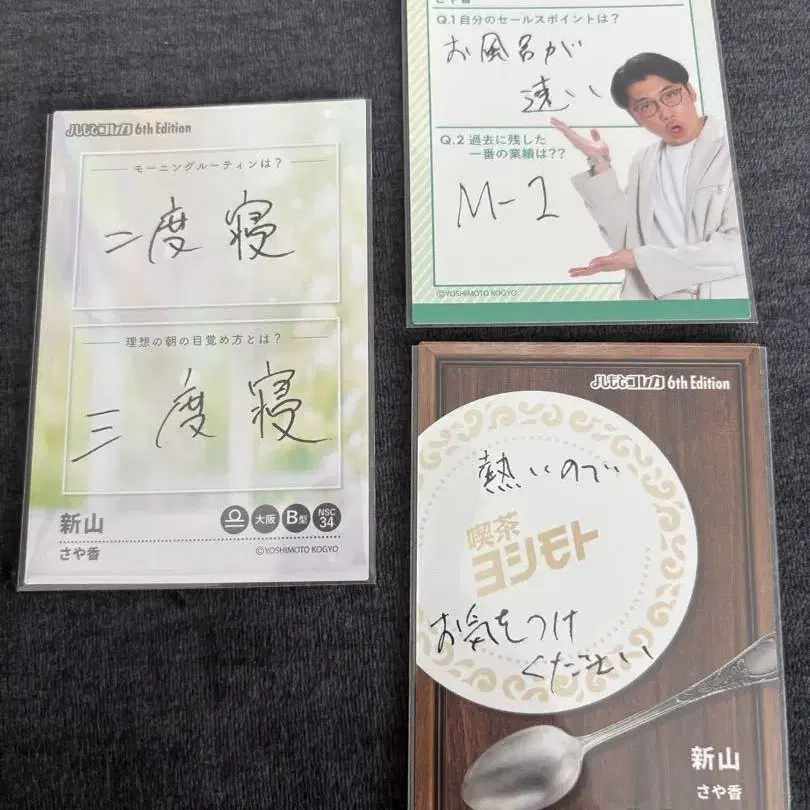 よしもとコレカ 6th Edition
モーニングルーティンは？
二度寝
理想の朝の目覚め方とは？
三度寝
新山
さや香
大阪
B型
NSC
34
©YOSHIMOTO KOGYO
さや香
Q.1 自分のセールスポイントは？
お風呂が
速い
Q.2 過去に残した
一番の業績は??
M-1
©YOSHIMOTO KOGYO
よしもとコレカ 6th Edition
熱いので
喫茶
ヨシモト
お気をつけ
ください
新山
さや香